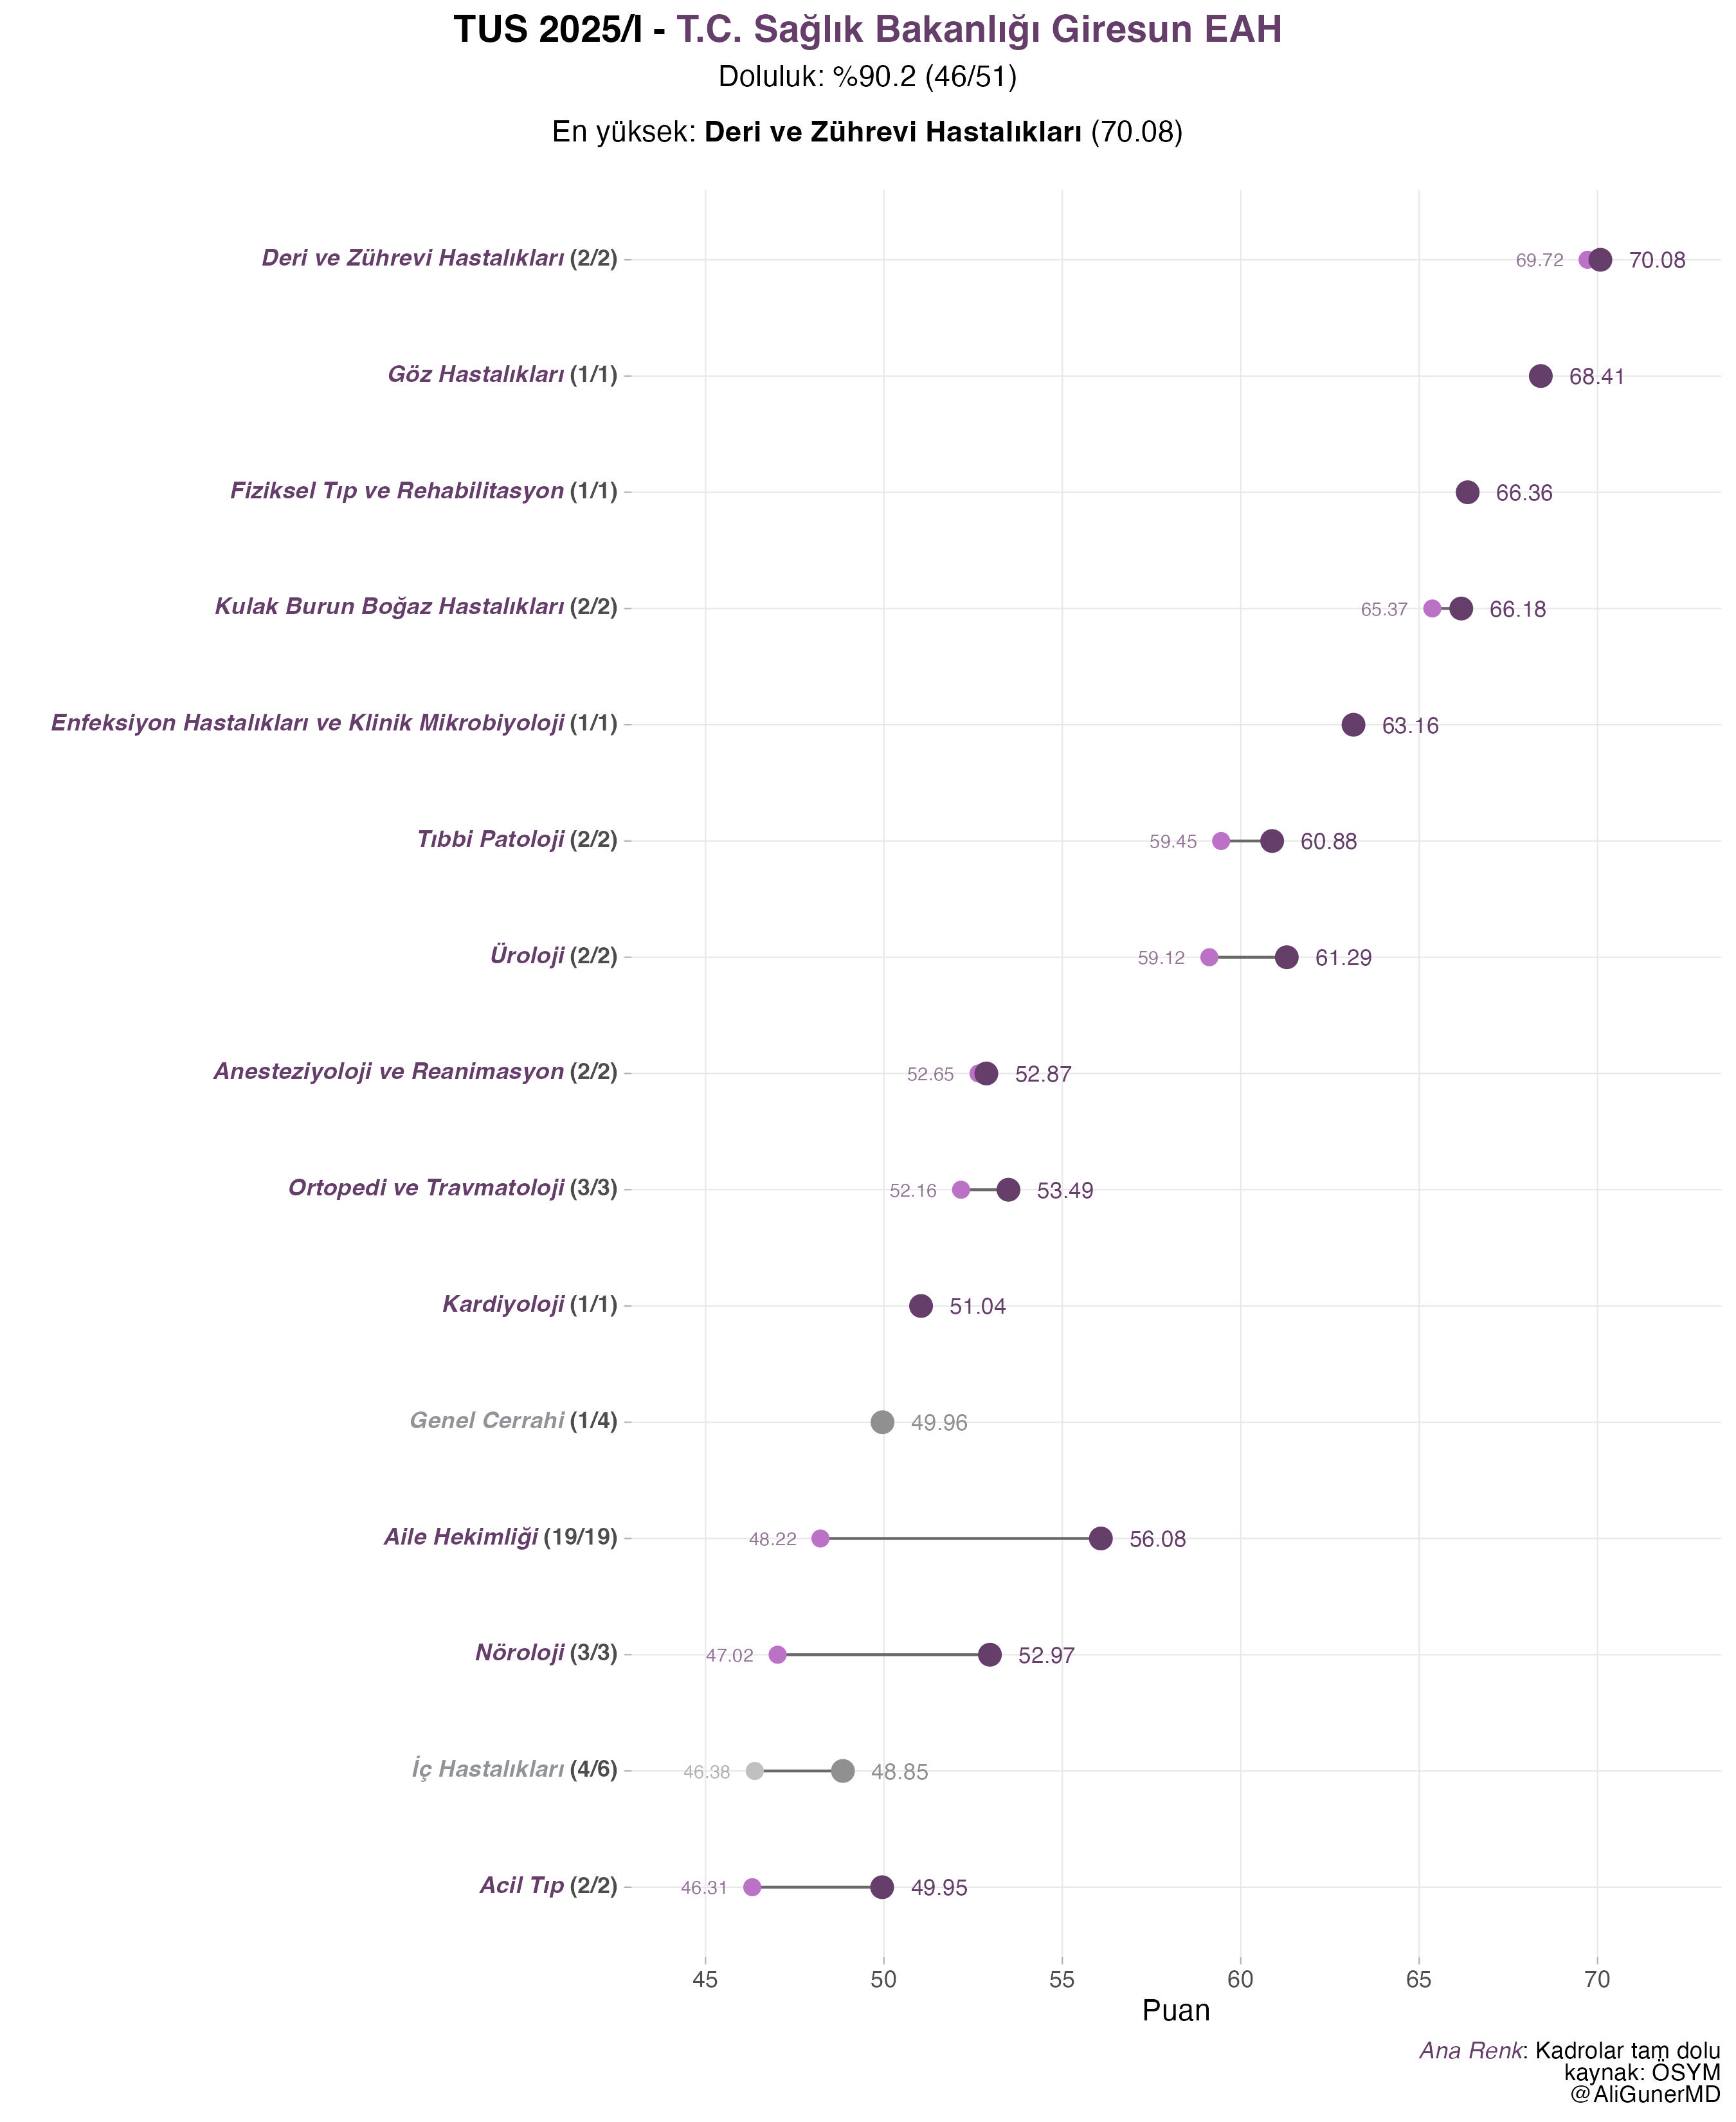 TUS 2025/I - T.C. Sağlık Bakanlığı Giresun EAH
Doluluk: %90.2 (46/51)
En yüksek: Deri ve Zührevi Hastalıkları (70.08)
Deri ve Zührevi Hastalıkları (2/2) 69.72 70.08
Göz Hastalıkları (1/1) 68.41
Fiziksel Tıp ve Rehabilitasyon (1/1) 66.36
Kulak Burun Boğaz Hastalıkları (2/2) 65.37 66.18
Enfeksiyon Hastalıkları ve Klinik Mikrobiyoloji (1/1) 63.16
Tıbbi Patoloji (2/2) 59.45 60.88
Üroloji (2/2) 59.12 61.29
Anesteziyoloji ve Reanimasyon (2/2) 52.65 52.87
Ortopedi ve Travmatoloji (3/3) 52.16 53.49
Kardiyoloji (1/1) 51.04
Genel Cerrahi (1/4) 49.96
Aile Hekimliği (19/19) 48.22 56.08
Nöroloji (3/3) 47.02 52.97
İç Hastalıkları (4/6) 46.38 48.85
Acil Tıp (2/2) 46.31 49.95
45 50 55 60 65 70
Puan
Ana Renk: Kadrolar tam dolu
kaynak: ÖSYM
@AliGunerMD